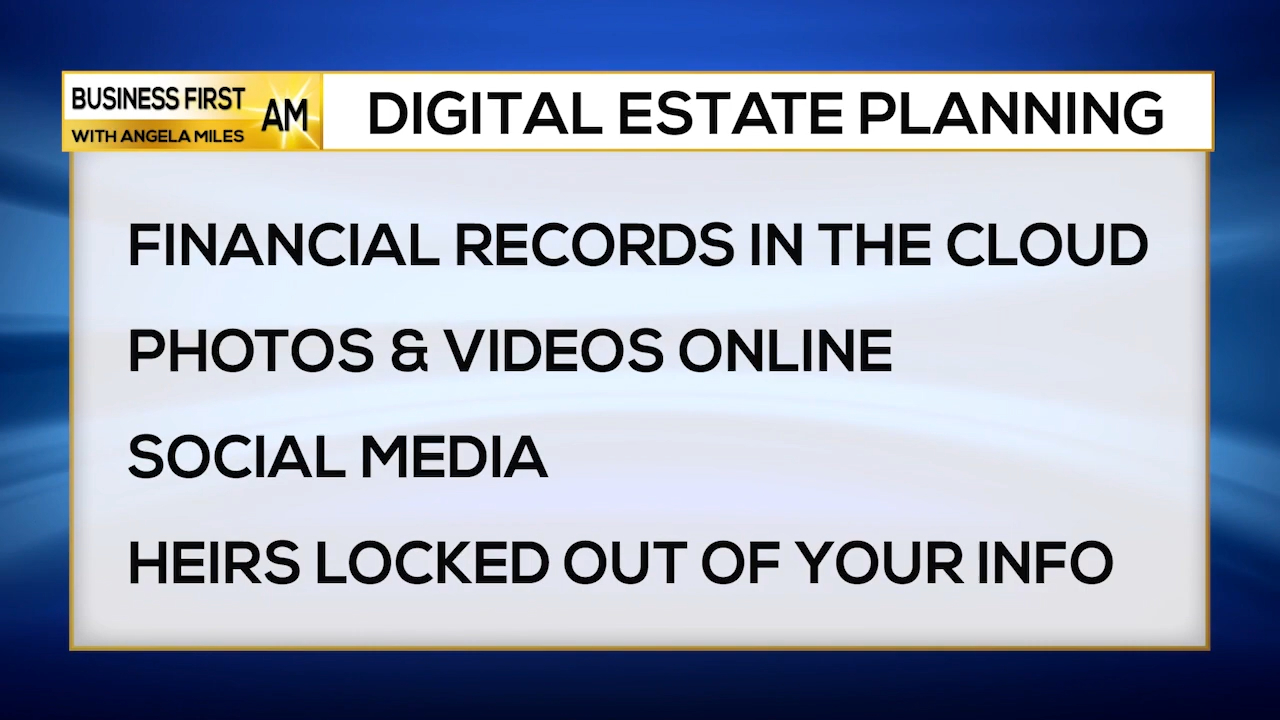 BUSINESS FIRST
WITH ANGELA MILES
AM
DIGITAL ESTATE PLANNING
FINANCIAL RECORDS IN THE CLOUD
PHOTOS & VIDEOS ONLINE
SOCIAL MEDIA
HEIRS LOCKED OUT OF YOUR INFO